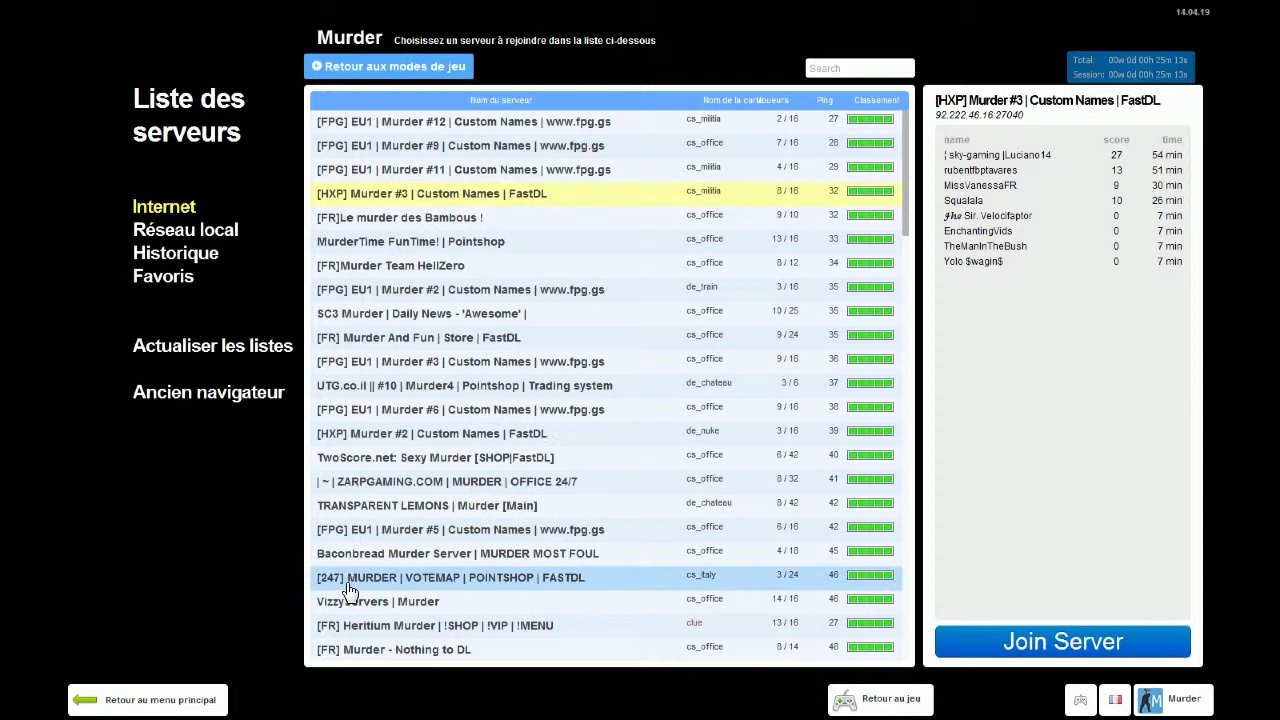 14.04.19
Murder Choisissez un serveur à rejoindre dans la liste ci-dessous
Retour aux modes de jeu
Search
Total: 00w 0d 00h 25m 13s
Session: 00w 0d 00h 25m 13s
Liste des
serveurs
Internet
Réseau local
Historique
Favoris
Actualiser les listes
Ancien navigateur
Nom du serveur Nom de la carte Joueurs Ping Classement
[FPG] EU1 | Murder #12 | Custom Names | www.fpg.gs cs_militia 2 / 16 27
[FPG] EU1 | Murder #9 | Custom Names | www.fpg.gs cs_office 7 / 16 28
[FPG] EU1 | Murder #11 | Custom Names | www.fpg.gs cs_militia 4 / 16 29
[HXP] Murder #3 | Custom Names | FastDL cs_militia 8 / 16 32
[FR]Le murder des Bambous ! cs_office 9 / 10 32
MurderTime FunTime! | Pointshop cs_office 13 / 16 33
[FR]Murder Team HellZero cs_office 8 / 12 34
[FPG] EU1 | Murder #2 | Custom Names | www.fpg.gs de_train 3 / 16 35
SC3 Murder | Daily News - 'Awesome' | cs_office 10 / 25 35
[FR] Murder And Fun | Store | FastDL cs_office 9 / 24 35
[FPG] EU1 | Murder #3 | Custom Names | www.fpg.gs cs_office 9 / 16 36
UTG.co.il || #10 | Murder4 | Pointshop | Trading system de_chateau 3 / 6 37
[FPG] EU1 | Murder #6 | Custom Names | www.fpg.gs cs_office 9 / 16 38
[HXP] Murder #2 | Custom Names | FastDL de_nuke 3 / 16 39
TwoScore.net: Sexy Murder [SHOP|FastDL] cs_office 6 / 42 40
| ~ | ZARPGAMING.COM | MURDER | OFFICE 24/7 cs_office 8 / 32 41
TRANSPARENT LEMONS | Murder [Main] de_chateau 8 / 42 42
[FPG] EU1 | Murder #5 | Custom Names | www.fpg.gs cs_office 6 / 16 42
Baconbread Murder Server | MURDER MOST FOUL cs_office 4 / 18 45
[247] MURDER | VOTEMAP | POINTSHOP | FASTDL cs_italy 3 / 24 46
VizzyServers | Murder cs_office 14 / 16 46
[FR] Heritium Murder | !SHOP | !VIP | !MENU clue 13 / 16 27
[FR] Murder - Nothing to DL cs_office 8 / 14 48
[HXP] Murder #3 | Custom Names | FastDL
92.222.46.16:27040
name score time
¦ sky-gaming |Luciano14 27 54 min
rubentfbptavares 13 51 min
MissVanessaFR 9 30 min
Squalala 10 26 min
𝓣𝓱𝓮 Sir. Velocifaptor 0 7 min
EnchantingVids 0 7 min
TheManInTheBush 0 7 min
Yolo $wagin$ 0 7 min
Join Server
Retour au menu principal
Retour au jeu
M Murder